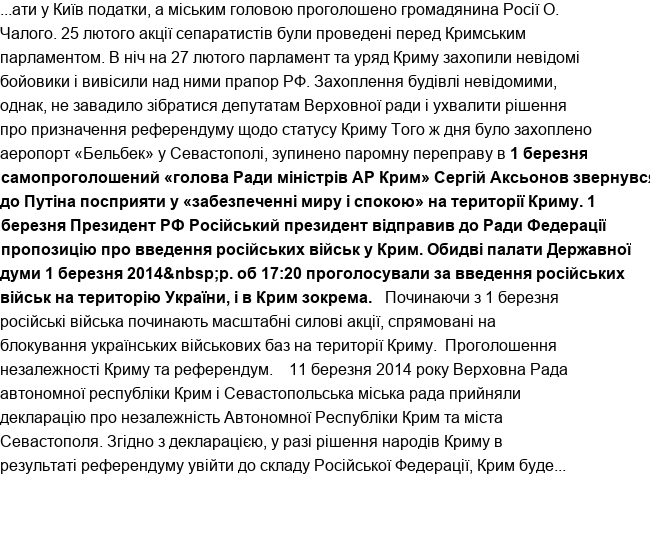 ...ати у Київ податки, а міським головою проголошено громадянина Росії О.
Чалого. 25 лютого акції сепаратистів були проведені перед Кримським
парламентом. В ніч на 27 лютого парламент та уряд Криму захопили невідомі
бойовики і вивісили над ними прапор РФ. Захоплення будівлі невідомими,
однак, не завадило зібратися депутатам Верховної ради і ухвалити рішення
про призначення референдуму щодо статусу Криму Того ж дня було захоплено
аеропорт «Бельбек» у Севастополі, зупинено паромну переправу в 1 березня
самопроголошений «голова Ради міністрів АР Крим» Сергій Аксьонов звернувс
до Путіна посприяти у «забезпеченні миру і спокою» на території Криму. 1
березня Президент РФ Російський президент відправив до Ради Федерації
пропозицію про введення російських військ у Крим. Обидві палати Державної
думи 1 березня 2014&nbsp;р. об 17:20 проголосували за введення російських
військ на територію України, і в Крим зокрема.   Починаючи з 1 березня
російські війська починають масштабні силові акції, спрямовані на
блокування українських військових баз на території Криму.  Проголошення
незалежності Криму та референдум.    11 березня 2014 року Верховна Рада
автономної республіки Крим і Севастопольська міська рада прийняли
декларацію про незалежність Автономної Республіки Крим та міста
Севастополя. Згідно з декларацією, у разі рішення народів Криму в
результаті референдуму увійти до складу Російської Федерації, Крим буде...